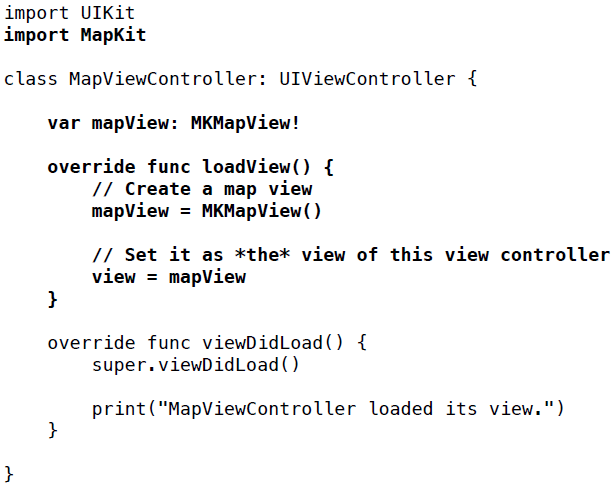 import UIKit
import MapKit

class MapViewController: UIViewController {

    var mapView: MKMapView!

    override func loadView() {
        // Create a map view
        mapView = MKMapView()

        // Set it as *the* view of this view controller
        view = mapView
    }

    override func viewDidLoad() {
        super.viewDidLoad()

        print("MapViewController loaded its view.")
    }

}